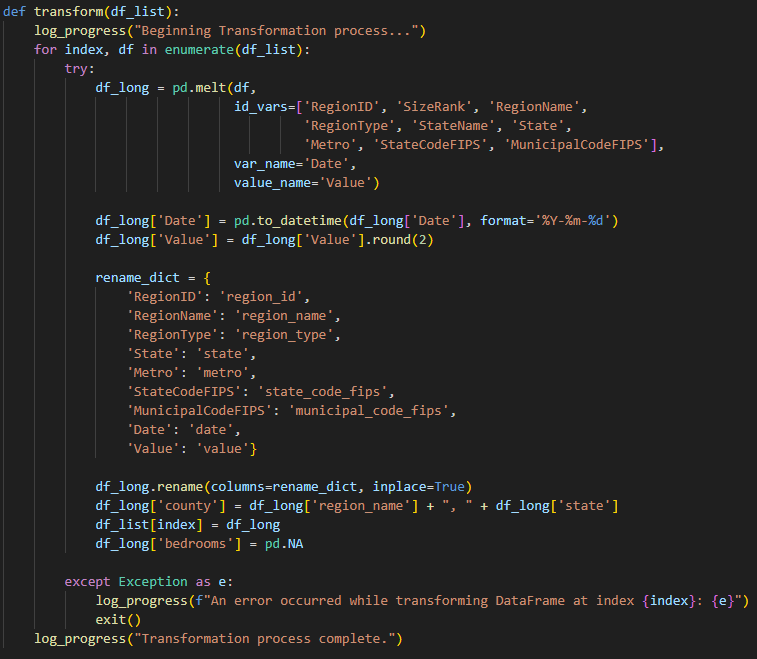 def transform(df_list):
    log_progress("Beginning Transformation process...")
    for index, df in enumerate(df_list):
        try:
            df_long = pd.melt(df,
                              id_vars=['RegionID', 'SizeRank', 'RegionName',
                                       'RegionType', 'StateName', 'State',
                                       'Metro', 'StateCodeFIPS', 'MunicipalCodeFIPS'],
                              var_name='Date',
                              value_name='Value')

            df_long['Date'] = pd.to_datetime(df_long['Date'], format='%Y-%m-%d')
            df_long['Value'] = df_long['Value'].round(2)

            rename_dict = {
                'RegionID': 'region_id',
                'RegionName': 'region_name',
                'RegionType': 'region_type',
                'State': 'state',
                'Metro': 'metro',
                'StateCodeFIPS': 'state_code_fips',
                'MunicipalCodeFIPS': 'municipal_code_fips',
                'Date': 'date',
                'Value': 'value'}

            df_long.rename(columns=rename_dict, inplace=True)
            df_long['county'] = df_long['region_name'] + ", " + df_long['state']
            df_list[index] = df_long
            df_long['bedrooms'] = pd.NA

        except Exception as e:
            log_progress(f"An error occurred while transforming DataFrame at index {index}: {e}")
            exit()
    log_progress("Transformation process complete.")